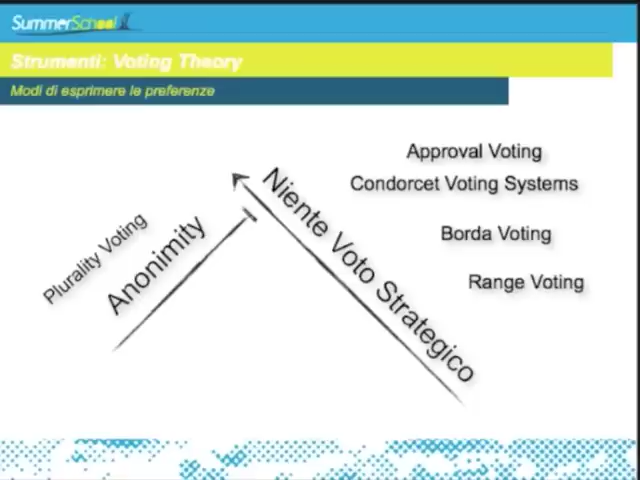 SummerSchool
Strumenti: Voting Theory
Modi di esprimere le preferenze
Approval Voting
Condorcet Voting Systems
Borda Voting
Range Voting
Niente Voto Strategico
Anonimity
Plurality Voting